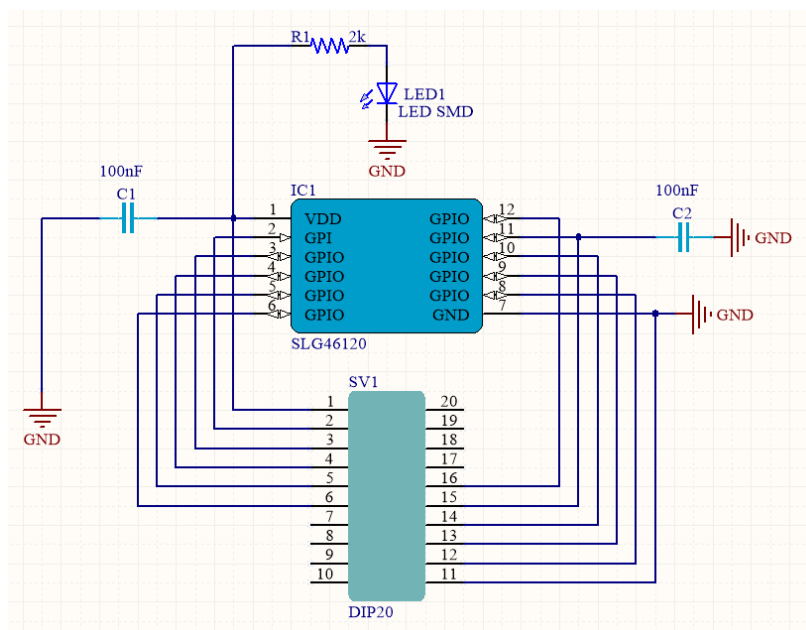 R1 2k
LED1
LED SMD
GND
100nF
C1
100nF
C2
IC1
1 VDD GPIO 12
2 GPI GPIO 11
3 GPIO GPIO 10
4 GPIO GPIO 9
5 GPIO GPIO 8
6 GPIO GND 7
GND
GND
SLG46120
GND
SV1
1 20
2 19
3 18
4 17
5 16
6 15
7 14
8 13
9 12
10 11
DIP20